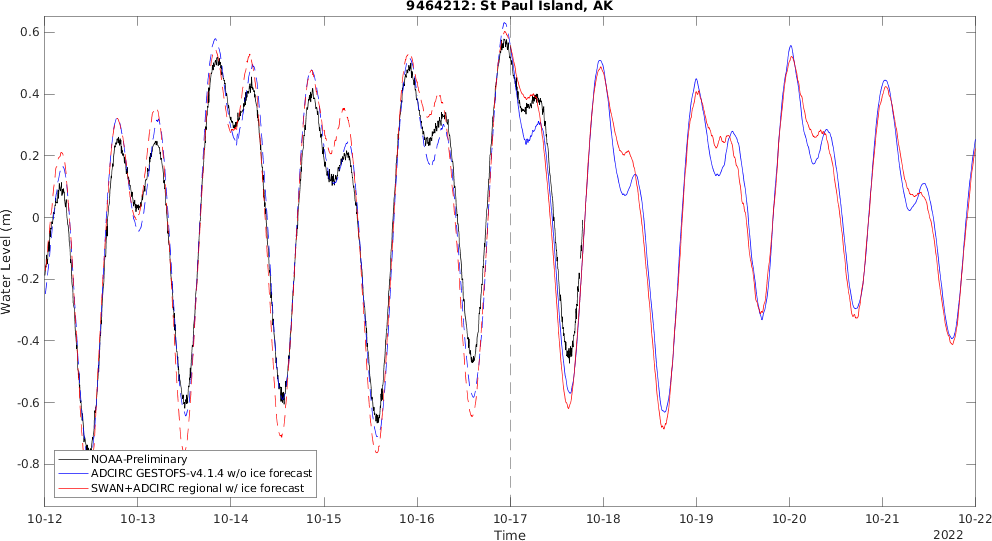 9464212: St Paul Island, AK
Water Level (m)
0.6
0.4
0.2
0
-0.2
-0.4
-0.6
-0.8
NOAA-Preliminary
ADCIRC GESTOFS-v4.1.4 w/o ice forecast
SWAN+ADCIRC regional w/ ice forecast
10-12 10-13 10-14 10-15 10-16 10-17 10-18 10-19 10-20 10-21 10-22
Time
2022